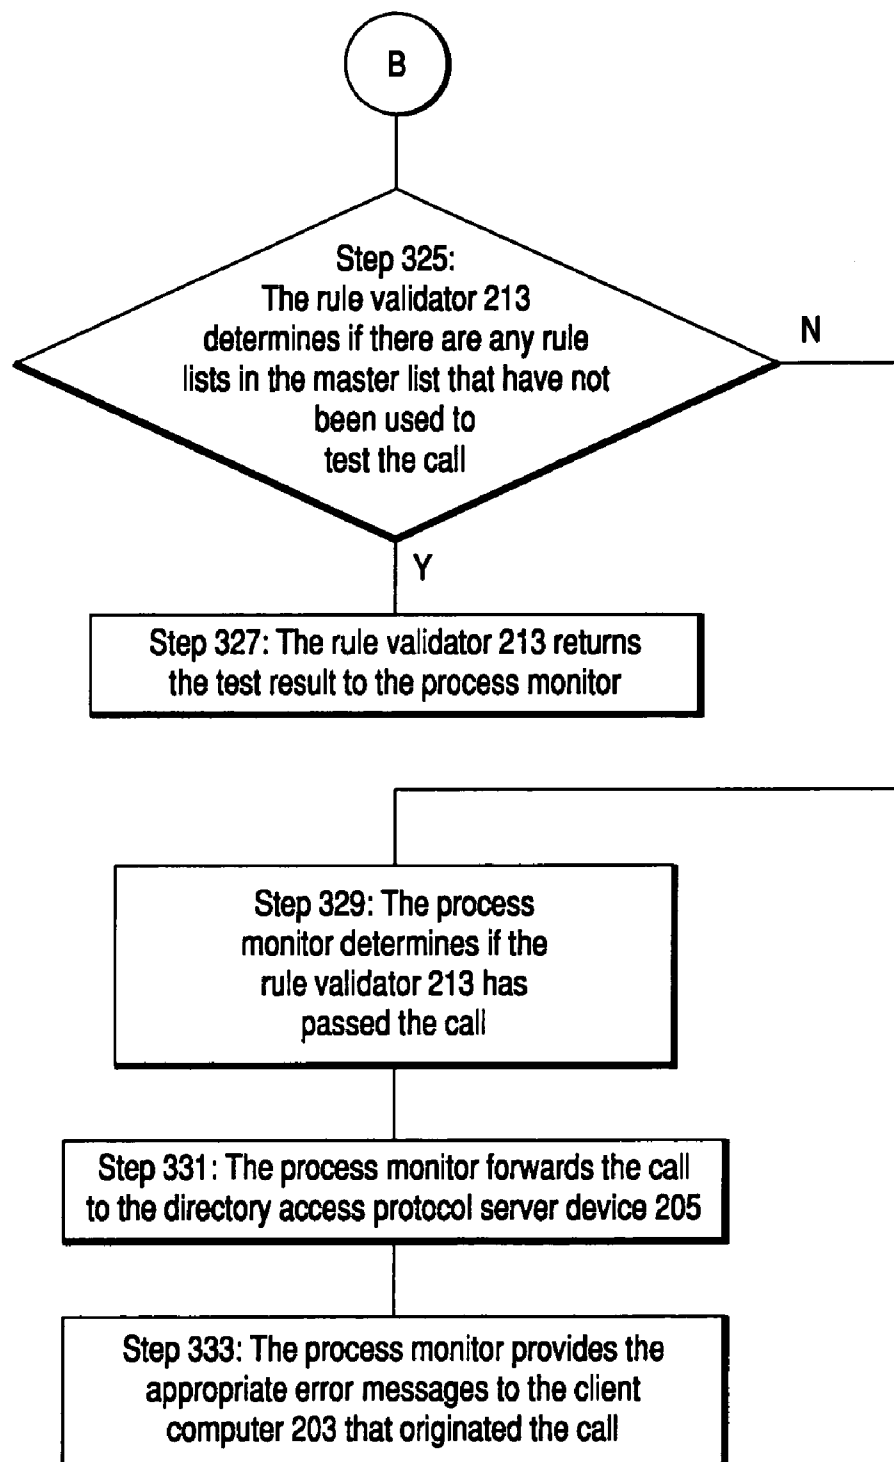 B
Step 325:
The rule validator 213
determines if there are any rule
lists in the master list that have not
been used to
test the call
N
Y
Step 327: The rule validator 213 returns
the test result to the process monitor
Step 329: The process
monitor determines if the
rule validator 213 has
passed the call
Step 331: The process monitor forwards the call
to the directory access protocol server device 205
Step 333: The process monitor provides the
appropriate error messages to the client
computer 203 that originated the call